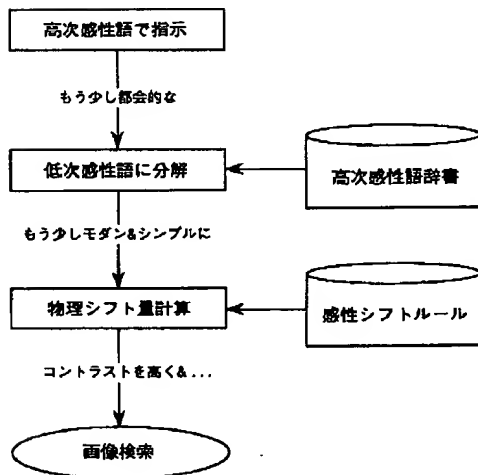 高次感性語で指示
もう少し都会的な
低次感性語に分解
高次感性語辞書
もう少しモダン&シンプルに
物理シフト量計算
感性シフトルール
コントラストを高く&...
画像検索